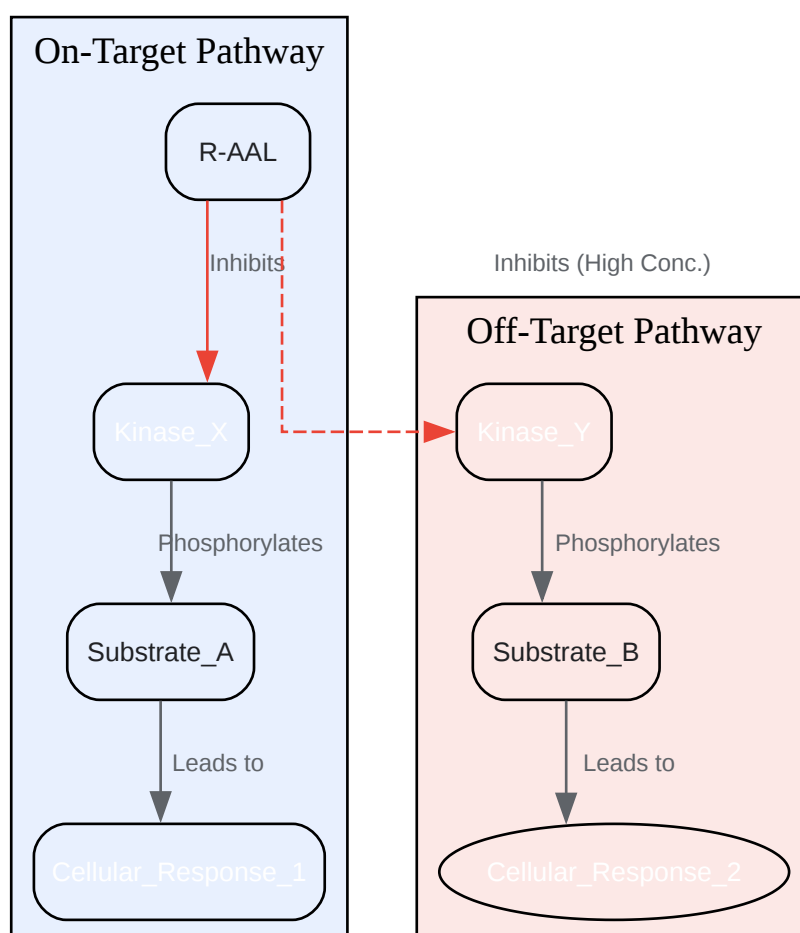 On-Target Pathway
R-AAL
Inhibits
Inhibits (High Conc.)
Off-Target Pathway
Kinase_X
Kinase_Y
Phosphorylates
Phosphorylates
Substrate_A
Substrate_B
Leads to
Leads to
Cellular_Response_1
Cellular_Response_2